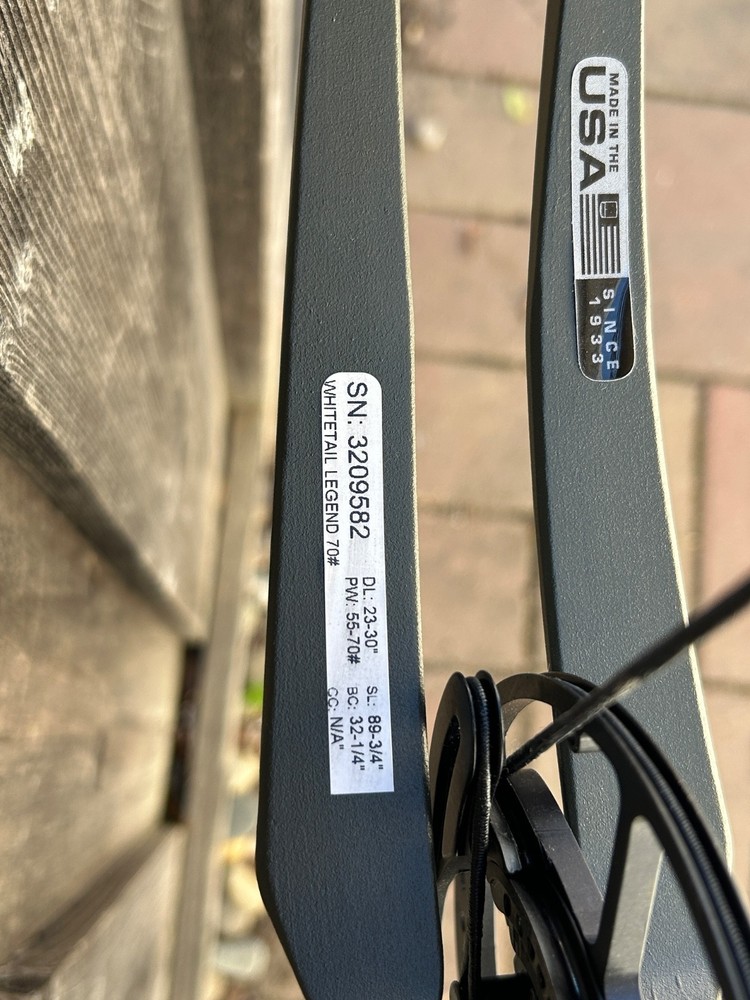 SN: 3209582
WHITETAIL LEGEND 70#
DL: 23-30"
PW: 55-70#
SL: 89-3/4"
BC: 32-1/4"
CC: N/A"
MADE IN THE
USA
SINCE
1933